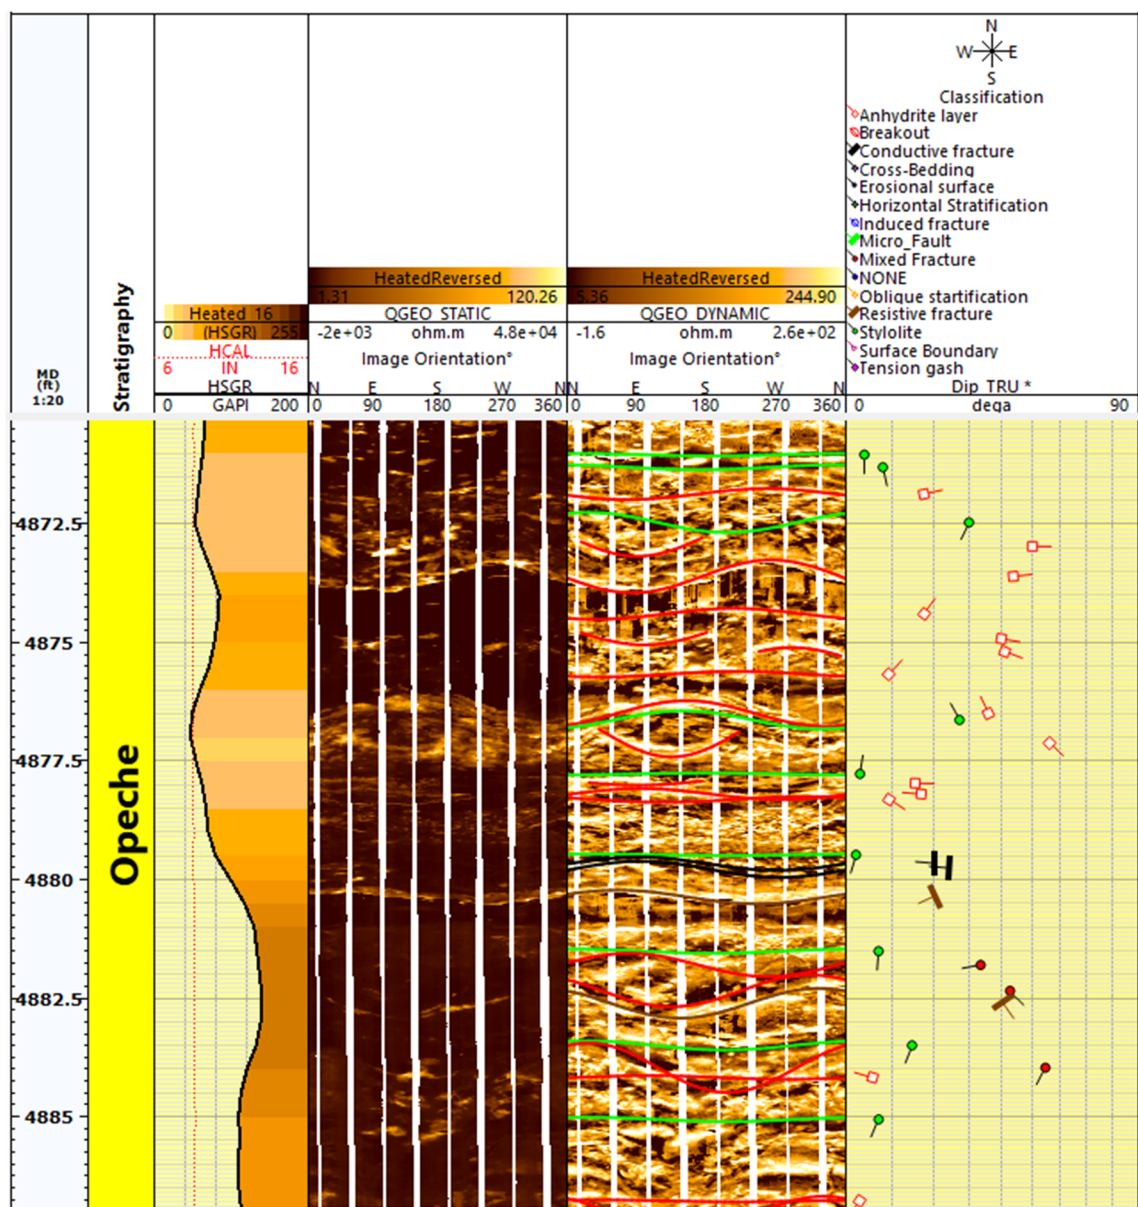 N
W E
S
Classification
Anhydrite layer
Breakout
Conductive fracture
Cross-Bedding
Erosional surface
Horizontal Stratification
Induced fracture
Micro_Fault
Mixed Fracture
NONE
Oblique startification
Resistive fracture
Stylolite
Surface Boundary
Tension gash
Dip_TRU *
0 dega 90
MD
(ft)
1:20
Stratigraphy
Heated_16
0 (HSGR) 255
HCAL
6 IN 16
HSGR
0 GAPI 200
HeatedReversed
1.31 120.26
QGEO_STATIC
-2e+03 ohm.m 4.8e+04
Image Orientation°
N E S W N
0 90 180 270 360
HeatedReversed
5.36 244.90
QGEO_DYNAMIC
-1.6 ohm.m 2.6e+02
Image Orientation°
N E S W N
0 90 180 270 360
Opeche
4872.5
4875
4877.5
4880
4882.5
4885